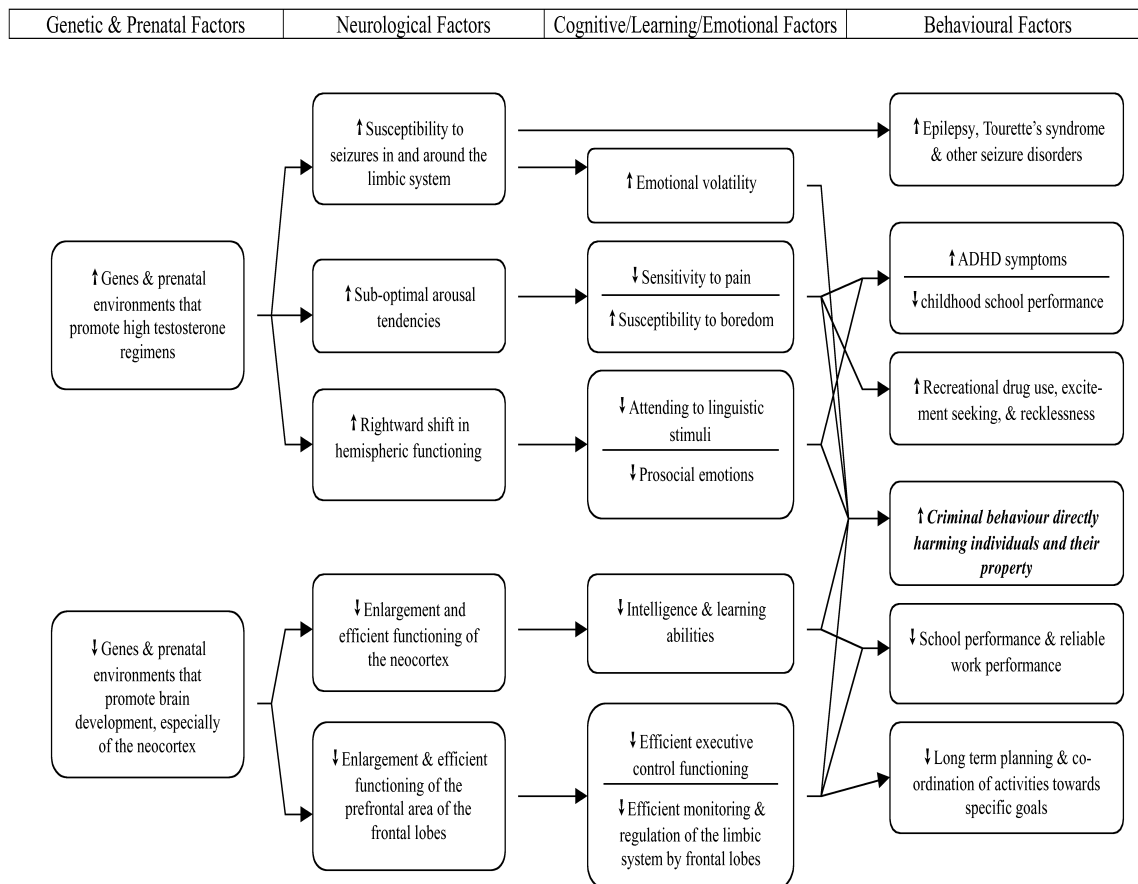 Genetic & Prenatal Factors
Neurological Factors
Cognitive/Learning/Emotional Factors
Behavioural Factors
↑ Genes & prenatal
environments that
promote high testosterone
regimens
↓ Genes & prenatal
environments that
promote brain
development, especially
of the neocortex
↑ Susceptibility to
seizures in and around the
limbic system
↑ Sub-optimal arousal
tendencies
↑ Rightward shift in
hemispheric functioning
↓ Enlargement and
efficient functioning of
the neocortex
↓ Enlargement & efficient
functioning of the
prefrontal area of the
frontal lobes
↑ Emotional volatility
↓ Sensitivity to pain
↑ Susceptibility to boredom
↓ Attending to linguistic
stimuli
↓ Prosocial emotions
↓ Intelligence & learning
abilities
↓ Efficient executive
control functioning
↓ Efficient monitoring &
regulation of the limbic
system by frontal lobes
↑ Epilepsy, Tourette's syndrome
& other seizure disorders
↑ ADHD symptoms
↓ childhood school performance
↑ Recreational drug use, excite-
ment seeking, & recklessness
↑ Criminal behaviour directly
harming individuals and their
property
↓ School performance & reliable
work performance
↓ Long term planning & co-
ordination of activities towards
specific goals